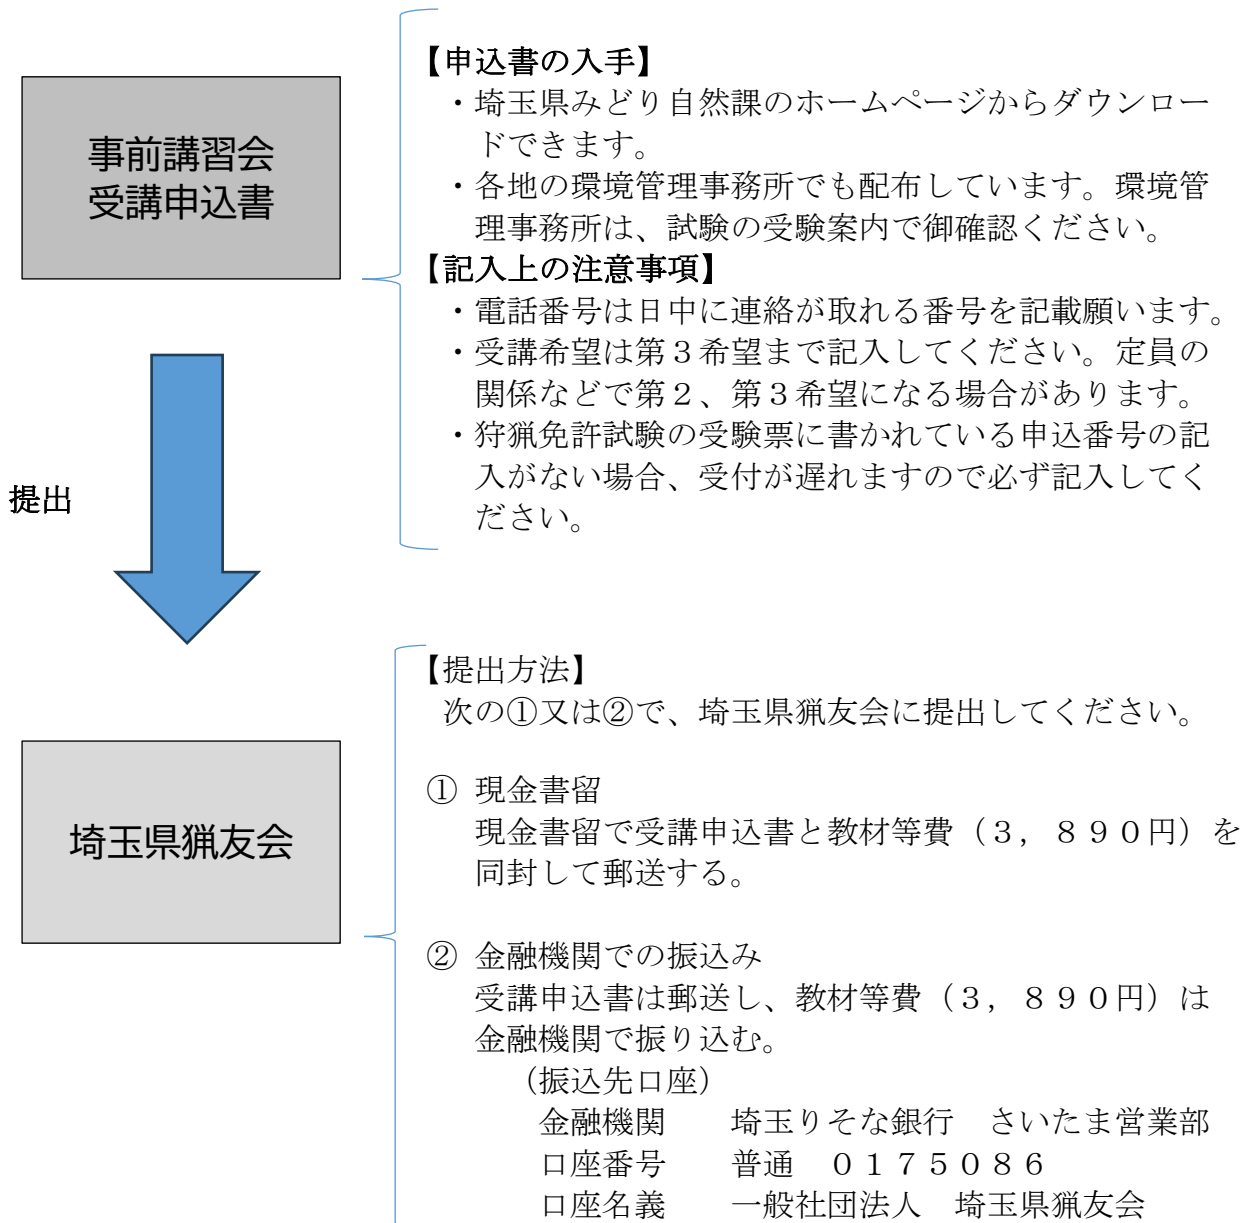 事前講習会
受講申込書
【申込書の入手】
・埼玉県みどり自然課のホームページからダウンロー
ドできます。
・各地の環境管理事務所でも配布しています。環境管
理事務所は、試験の受験案内で御確認ください。
【記入上の注意事項】
・電話番号は日中に連絡が取れる番号を記載願います。
・受講希望は第３希望まで記入してください。定員の
関係などで第２、第３希望になる場合があります。
・狩猟免許試験の受験票に書かれている申込番号の記
入がない場合、受付が遅れますので必ず記入してく
ださい。
提出
埼玉県猟友会
【提出方法】
次の①又は②で、埼玉県猟友会に提出してください。
① 現金書留
現金書留で受講申込書と教材等費（３，８９０円）を
同封して郵送する。
② 金融機関での振込み
受講申込書は郵送し、教材等費（３，８９０円）は
金融機関で振り込む。
（振込先口座）
金融機関　埼玉りそな銀行　さいたま営業部
口座番号　普通　０１７５０８６
口座名義　一般社団法人　埼玉県猟友会